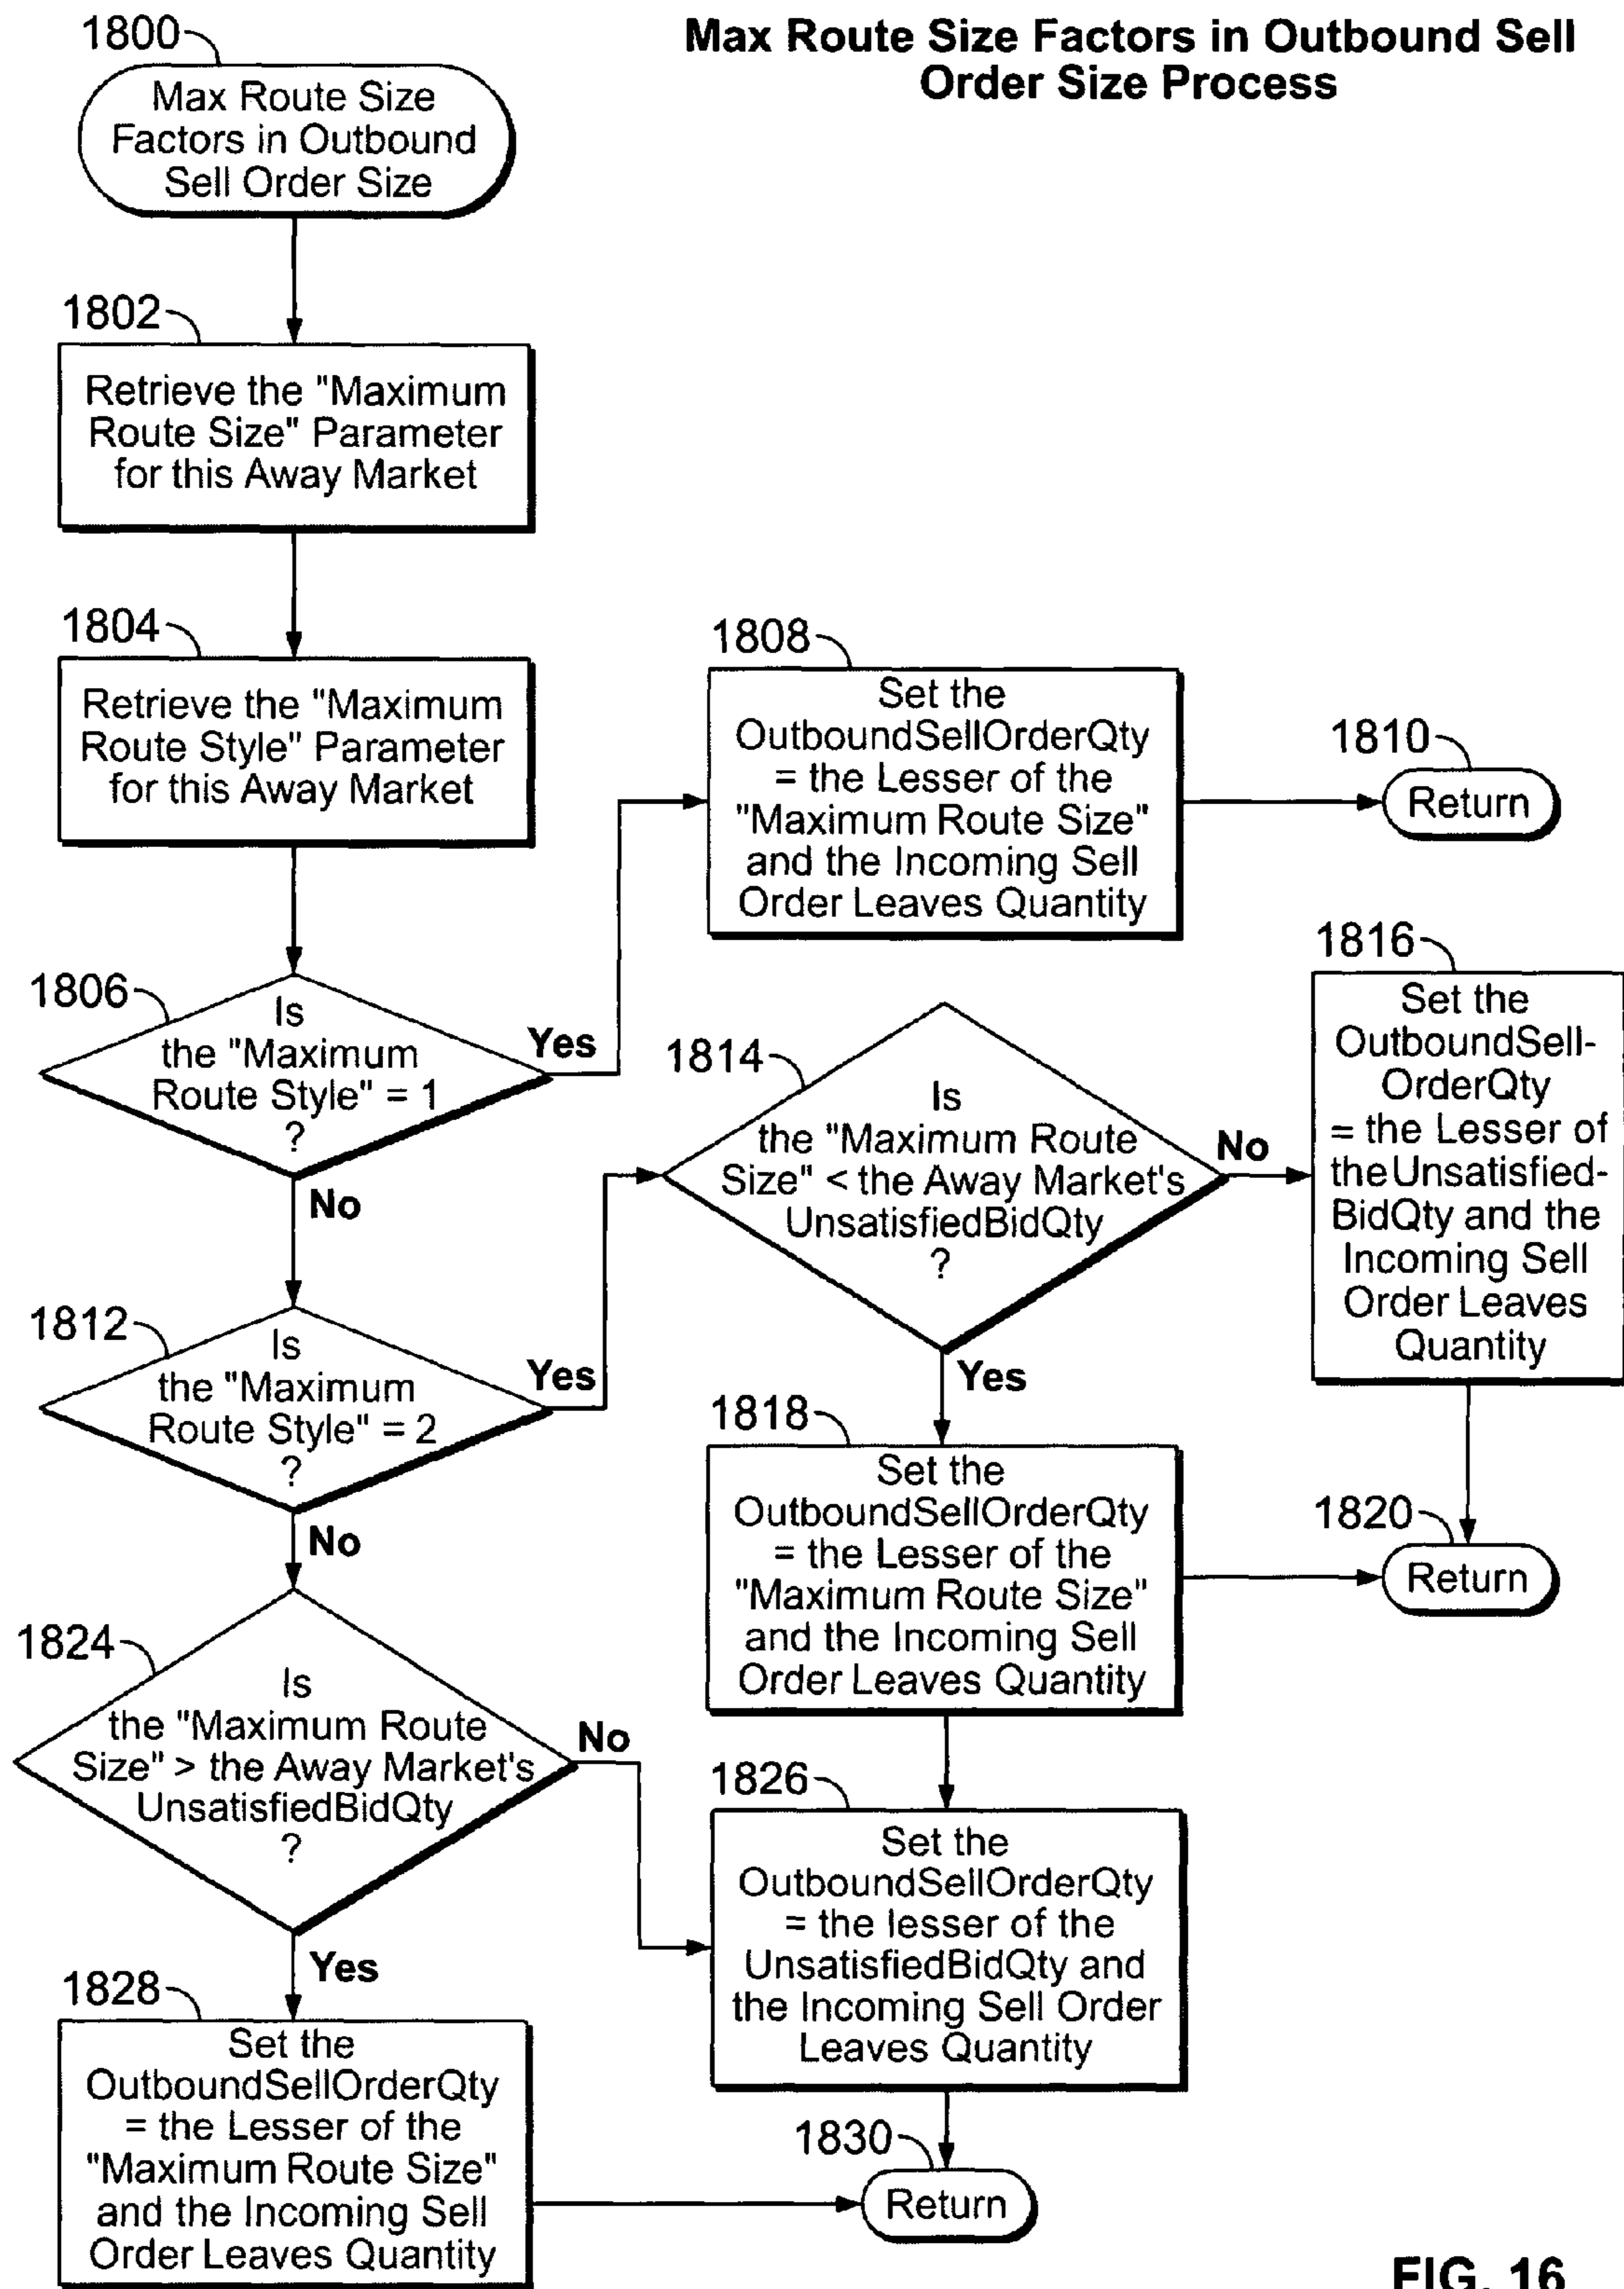 Max Route Size Factors in Outbound Sell
Order Size Process
1800
Max Route Size
Factors in Outbound
Sell Order Size
1802
Retrieve the "Maximum
Route Size" Parameter
for this Away Market
1804
Retrieve the "Maximum
Route Style" Parameter
for this Away Market
1806
Is
the "Maximum
Route Style" = 1
?
Yes
No
1808
Set the
OutboundSellOrderQty
= the Lesser of the
"Maximum Route Size"
and the Incoming Sell
Order Leaves Quantity
1810
Return
1812
Is
the "Maximum
Route Style" = 2
?
Yes
No
1814
Is
the "Maximum Route
Size" < the Away Market's
UnsatisfiedBidQty
?
No
Yes
1816
Set the
OutboundSell-
OrderQty
= the Lesser of
the Unsatisfied-
BidQty and the
Incoming Sell
Order Leaves
Quantity
1818
Set the
OutboundSellOrderQty
= the Lesser of the
"Maximum Route Size"
and the Incoming Sell
Order Leaves Quantity
1820
Return
1824
Is
the "Maximum Route
Size" > the Away Market's
UnsatisfiedBidQty
?
No
Yes
1826
Set the
OutboundSellOrderQty
= the lesser of the
UnsatisfiedBidQty and
the Incoming Sell Order
Leaves Quantity
1828
Set the
OutboundSellOrderQty
= the Lesser of the
"Maximum Route Size"
and the Incoming Sell
Order Leaves Quantity
1830
Return
FIG. 16